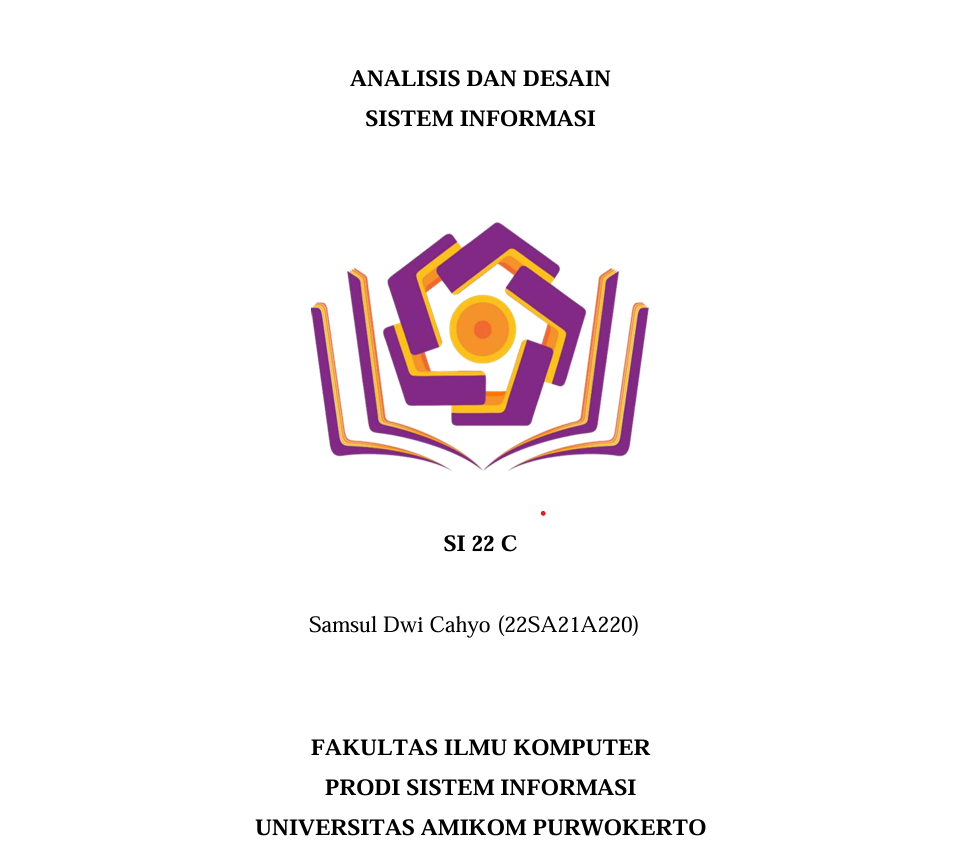 ANALISIS DAN DESAIN
SISTEM INFORMASI
SI 22 C
Samsul Dwi Cahyo (22SA21A220)
FAKULTAS ILMU KOMPUTER
PRODI SISTEM INFORMASI
UNIVERSITAS AMIKOM PURWOKERTO